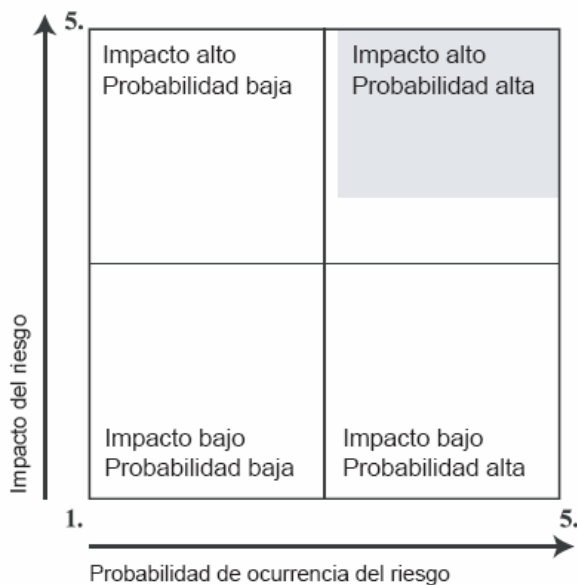 5.
Impacto alto
Probabilidad baja
Impacto alto
Probabilidad alta
Impacto del riesgo
Impacto bajo
Probabilidad baja
Impacto bajo
Probabilidad alta
1.
5.
Probabilidad de ocurrencia del riesgo